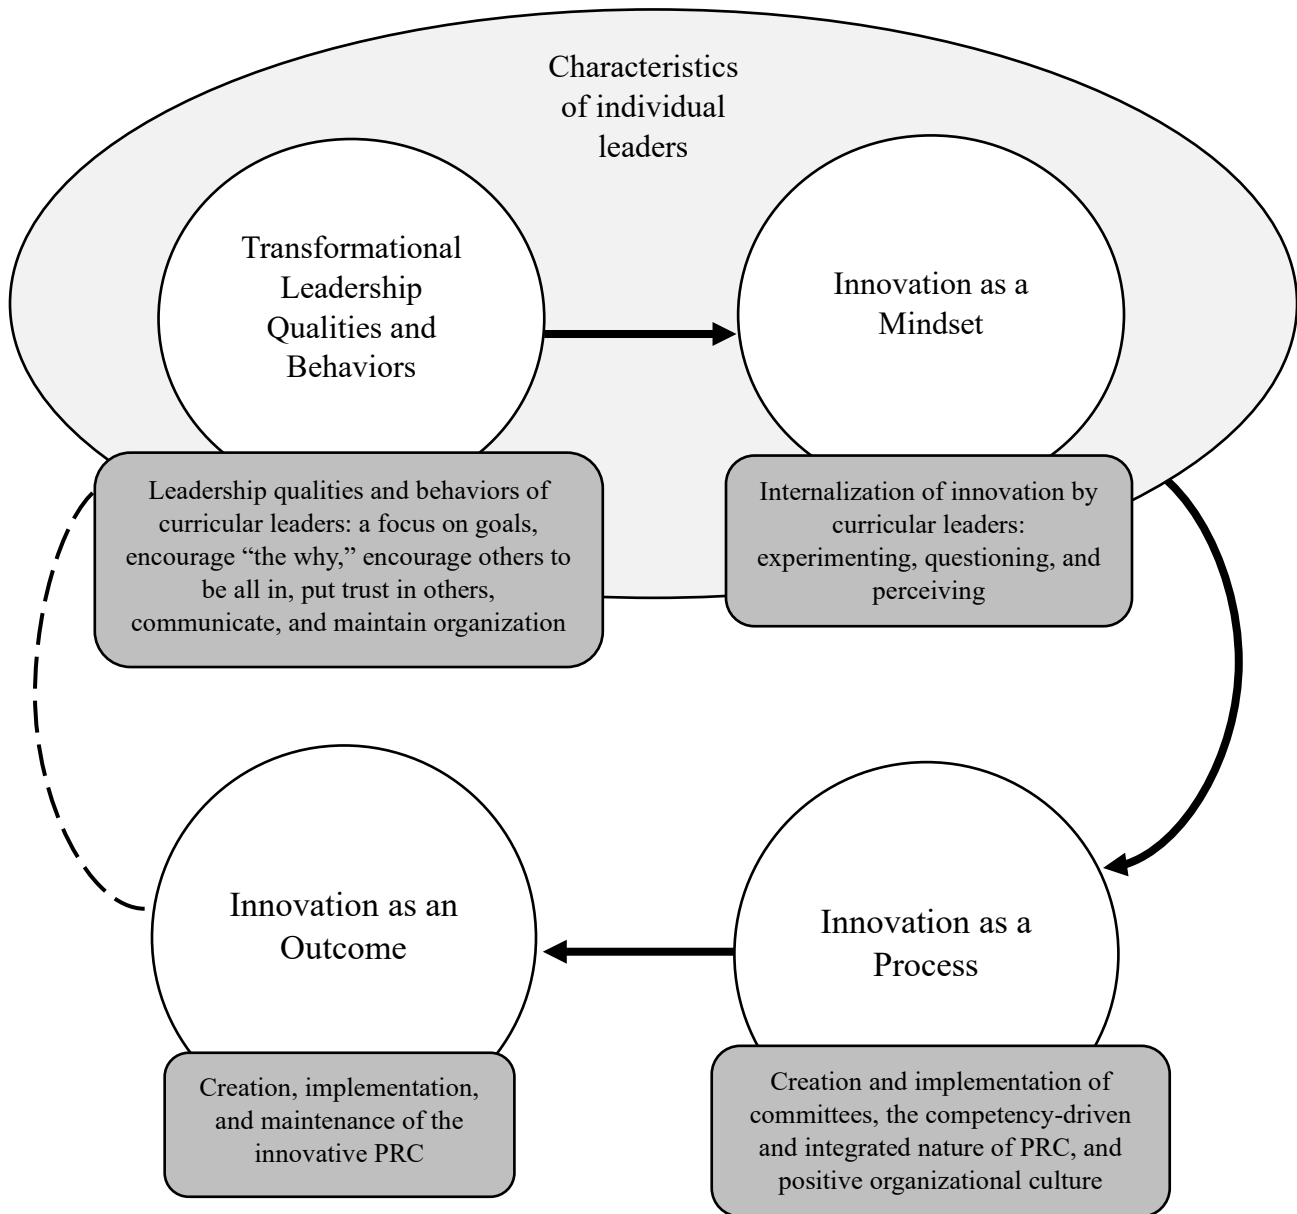 Characteristics
of individual
leaders
Transformational
Leadership
Qualities and
Behaviors
Innovation as a
Mindset
Leadership qualities and behaviors of
curricular leaders: a focus on goals,
encourage “the why,” encourage others to
be all in, put trust in others,
communicate, and maintain organization
Internalization of innovation by
curricular leaders:
experimenting, questioning, and
perceiving
Innovation as an
Outcome
Innovation as a
Process
Creation, implementation,
and maintenance of the
innovative PRC
Creation and implementation of
committees, the competency-driven
and integrated nature of PRC, and
positive organizational culture